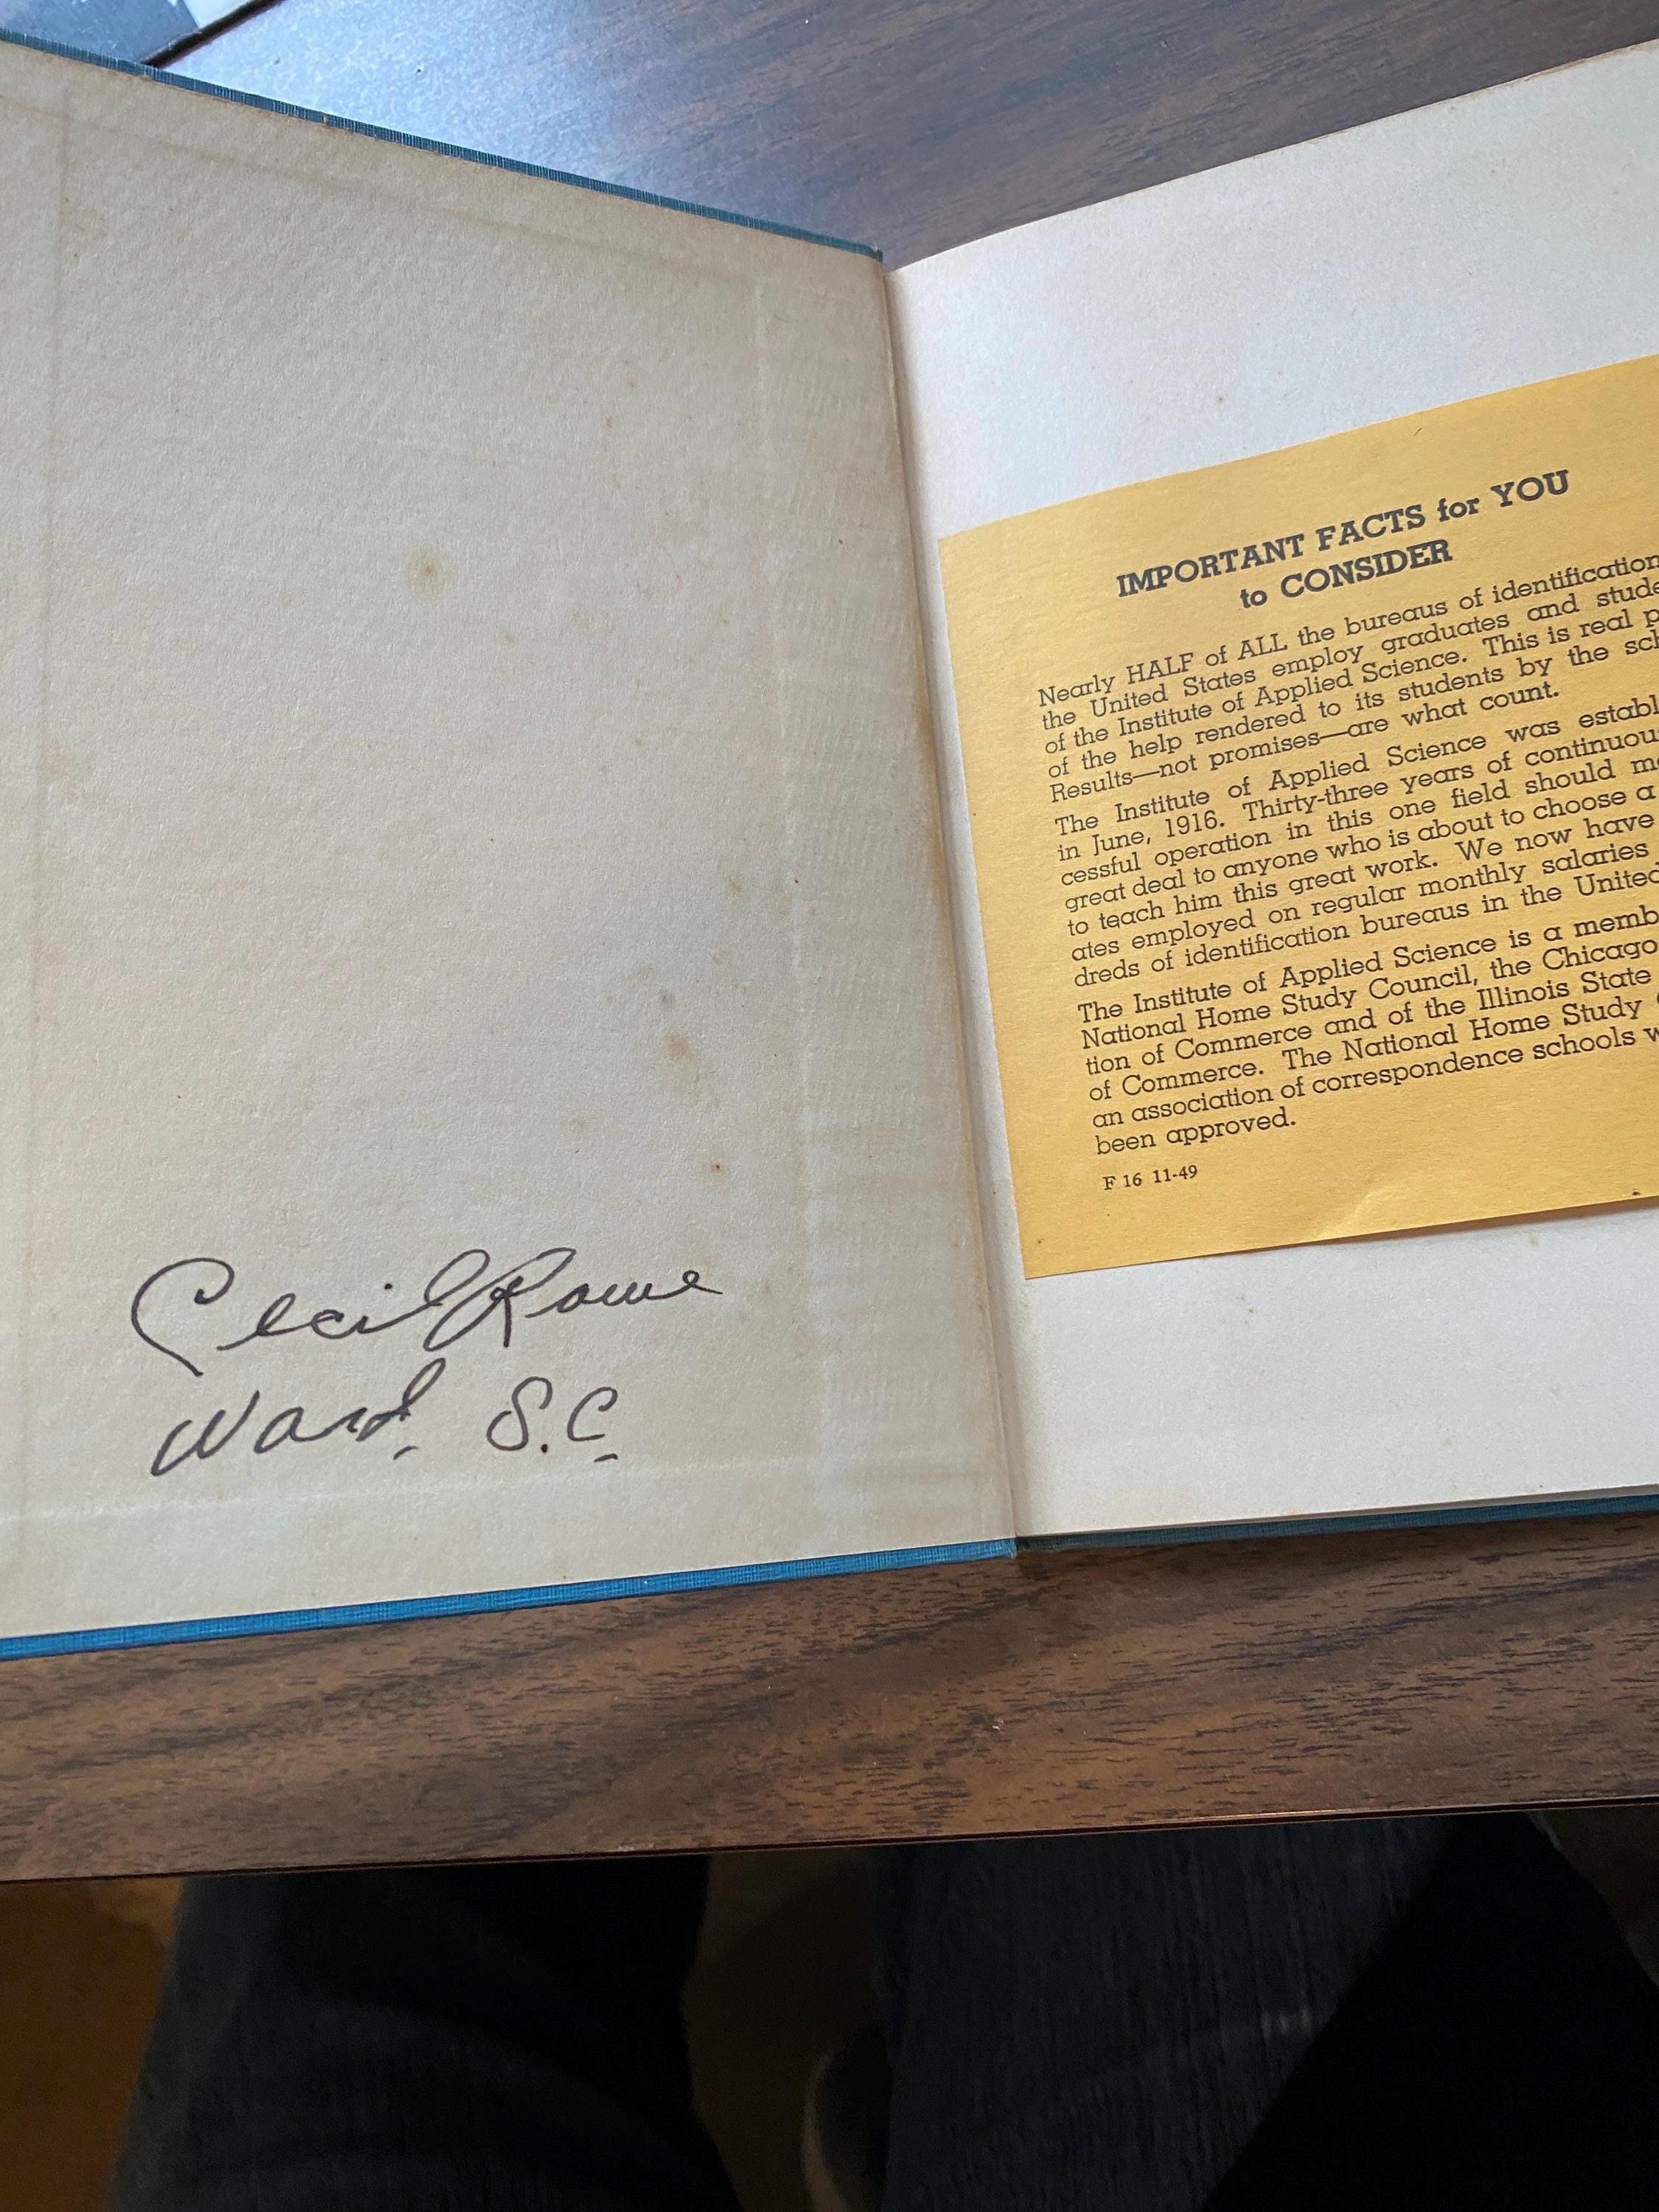 Cecil Rowe
Ward, S.C.
IMPORTANT FACTS for YOU
to CONSIDER
Nearly HALF of ALL the bureaus of identification
the United States employ graduates and stude
of the Institute of Applied Science. This is real p
of the help rendered to its students by the sch
Results—not promises—are what count.
The Institute of Applied Science was establ
in June, 1916. Thirty-three years of continuou
cessful operation in this one field should m
great deal to anyone who is about to choose a
to teach him this great work. We now have
ates employed on regular monthly salaries
dreds of identification bureaus in the United
The Institute of Applied Science is a memb
National Home Study Council, the Chicago
tion of Commerce and of the Illinois State
of Commerce. The National Home Study
an association of correspondence schools w
been approved.
F 16 11-49